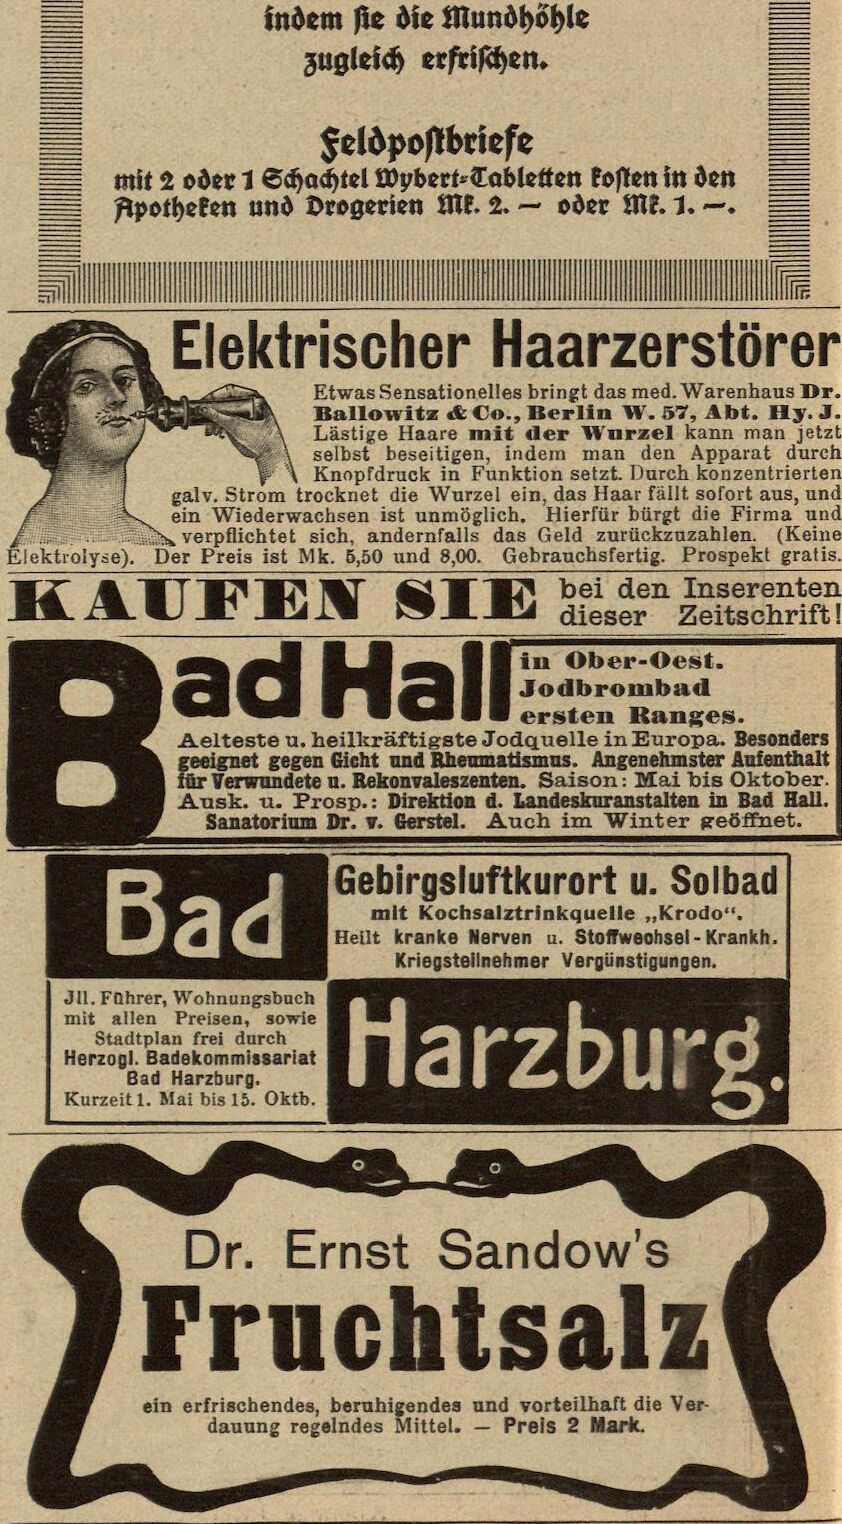 indem sie die Mundhöhle
zugleich erfrischen.
Feldpostbriefe
mit 2 oder 1 Schachtel Wybert-Tabletten kosten in den
Apotheken und Drogerien Mk. 2. — oder Mk. 1. —.
Elektrischer Haarzerstörer
Etwas Sensationelles bringt das med. Warenhaus Dr.
Ballowitz & Co., Berlin W. 57, Abt. Hy. J.
Lästige Haare mit der Wurzel kann man jetzt
selbst beseitigen, indem man den Apparat durch
Knopfdruck in Funktion setzt. Durch konzentrierten
galv. Strom trocknet die Wurzel ein, das Haar fällt sofort aus, und
ein Wiederwachsen ist unmöglich. Hierfür bürgt die Firma und
verpflichtet sich, andernfalls das Geld zurückzuzahlen. (Keine
Elektrolyse). Der Preis ist Mk. 5,50 und 8,00. Gebrauchsfertig. Prospekt gratis.
KAUFEN SIE bei den Inserenten
dieser Zeitschrift!
Bad Hall in Ober-Oest.
Jodbrombad
ersten Ranges.
Aelteste u. heilkräftigste Jodquelle in Europa. Besonders
geeignet gegen Gicht und Rheumatismus. Angenehmster Aufenthalt
für Verwundete u. Rekonvaleszenten. Saison: Mai bis Oktober.
Ausk. u. Prosp.: Direktion d. Landeskuranstalten in Bad Hall.
Sanatorium Dr. v. Gerstel. Auch im Winter geöffnet.
Bad
Gebirgsluftkurort u. Solbad
mit Kochsalztrinkquelle „Krodo“.
Heilt kranke Nerven u. Stoffwechsel-Krankh.
Kriegsteilnehmer Vergünstigungen.
Jll. Führer, Wohnungsbuch
mit allen Preisen, sowie
Stadtplan frei durch
Herzogl. Badekommissariat
Bad Harzburg.
Kurzeit 1. Mai bis 15. Oktb.
Harzburg.
Dr. Ernst Sandow's
Fruchtsalz
ein erfrischendes, beruhigendes und vorteilhaft die Ver-
dauung regelndes Mittel. — Preis 2 Mark.